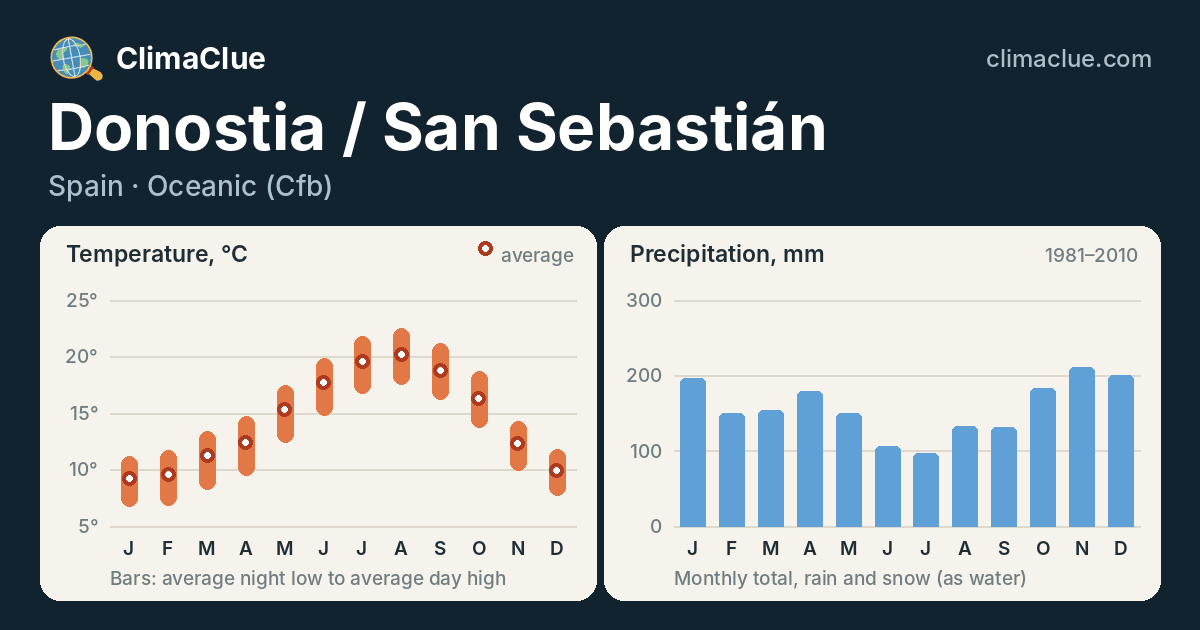 ClimaClue
climaclue.com
Donostia / San Sebastián
Spain · Oceanic (Cfb)
Temperature, °C
average
25°
20°
15°
10°
5°
J F M A M J J A S O N D
Bars: average night low to average day high
Precipitation, mm
1981–2010
300
200
100
0
J F M A M J J A S O N D
Monthly total, rain and snow (as water)